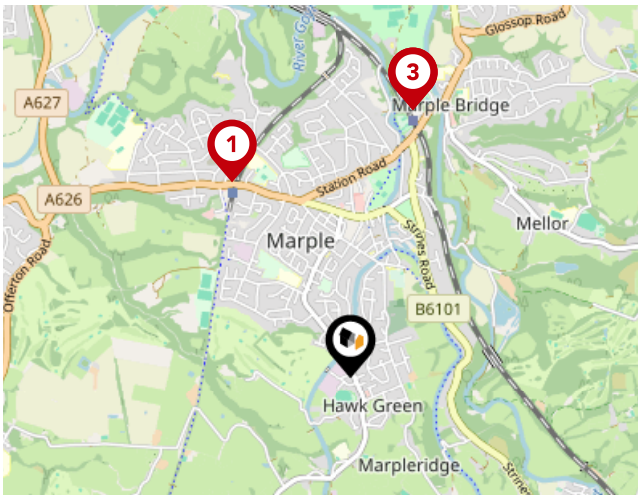 Glossop Road
River Goy
A627
3
Marple Bridge
1
Station Road
A626
Mellor
Marple
Strines Road
Offerton Road
B6101
Hawk Green
Marpleridge
Strines